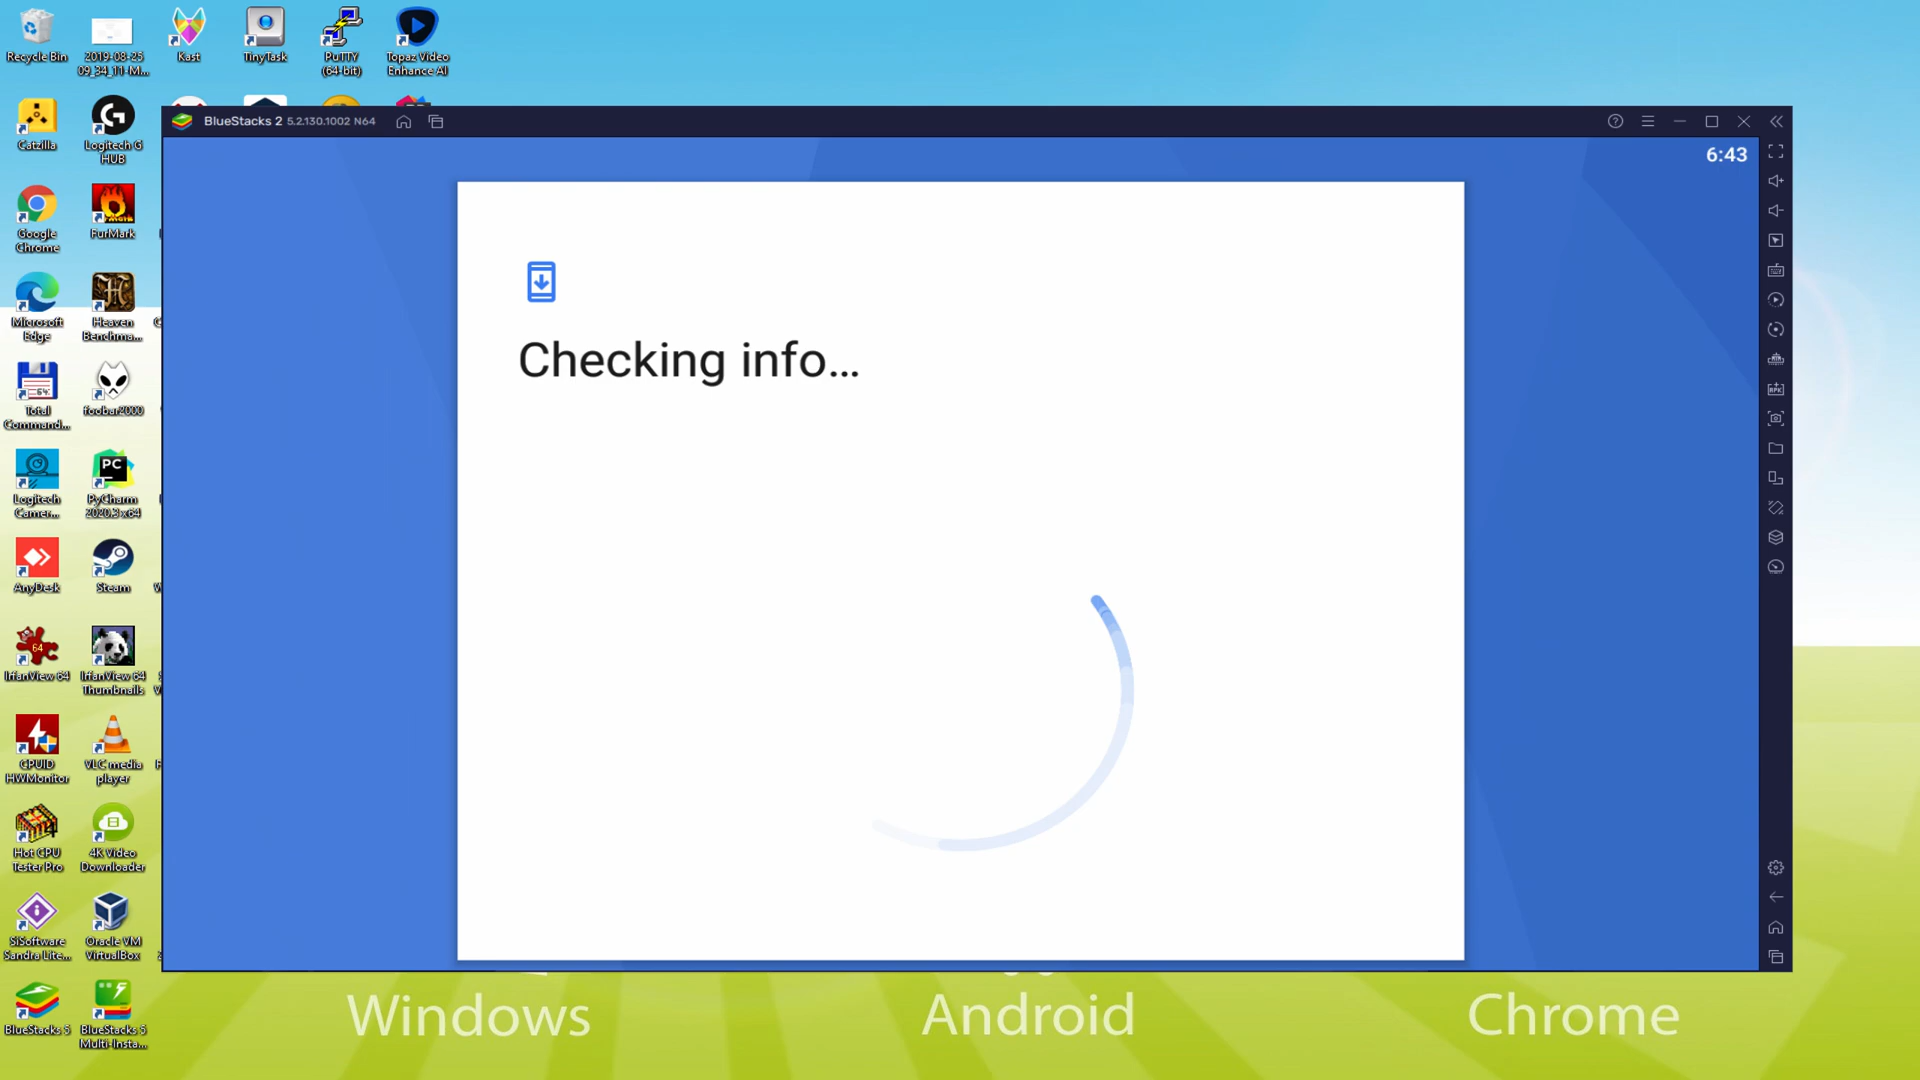 Recycle Bin
2019-08-25
09_34_11-M...
Kast
TinyTask
PuTTY
(64-bit)
Topaz Video
Enhance AI
Catzilla
Logitech G
HUB
BlueStacks 2 5.2.130.1002 N64
6:43
Google
Chrome
FurMark
Checking info...
Microsoft
Edge
Heaven
Benchma...
Total
Command...
foobar2000
Logitech
Camer...
PC
PyCharm
2020.3 x64
AnyDesk
Steam
64
IrfanView 64
IrfanView 64
Thumbnails
CPUID
HWMonitor
VLC media
player
Hot CPU
Tester Pro
4K Video
Downloader
SiSoftware
Sandra Lite...
Oracle VM
VirtualBox
BlueStacks 5
BlueStacks 5
Multi-Insta...
Windows
Android
Chrome